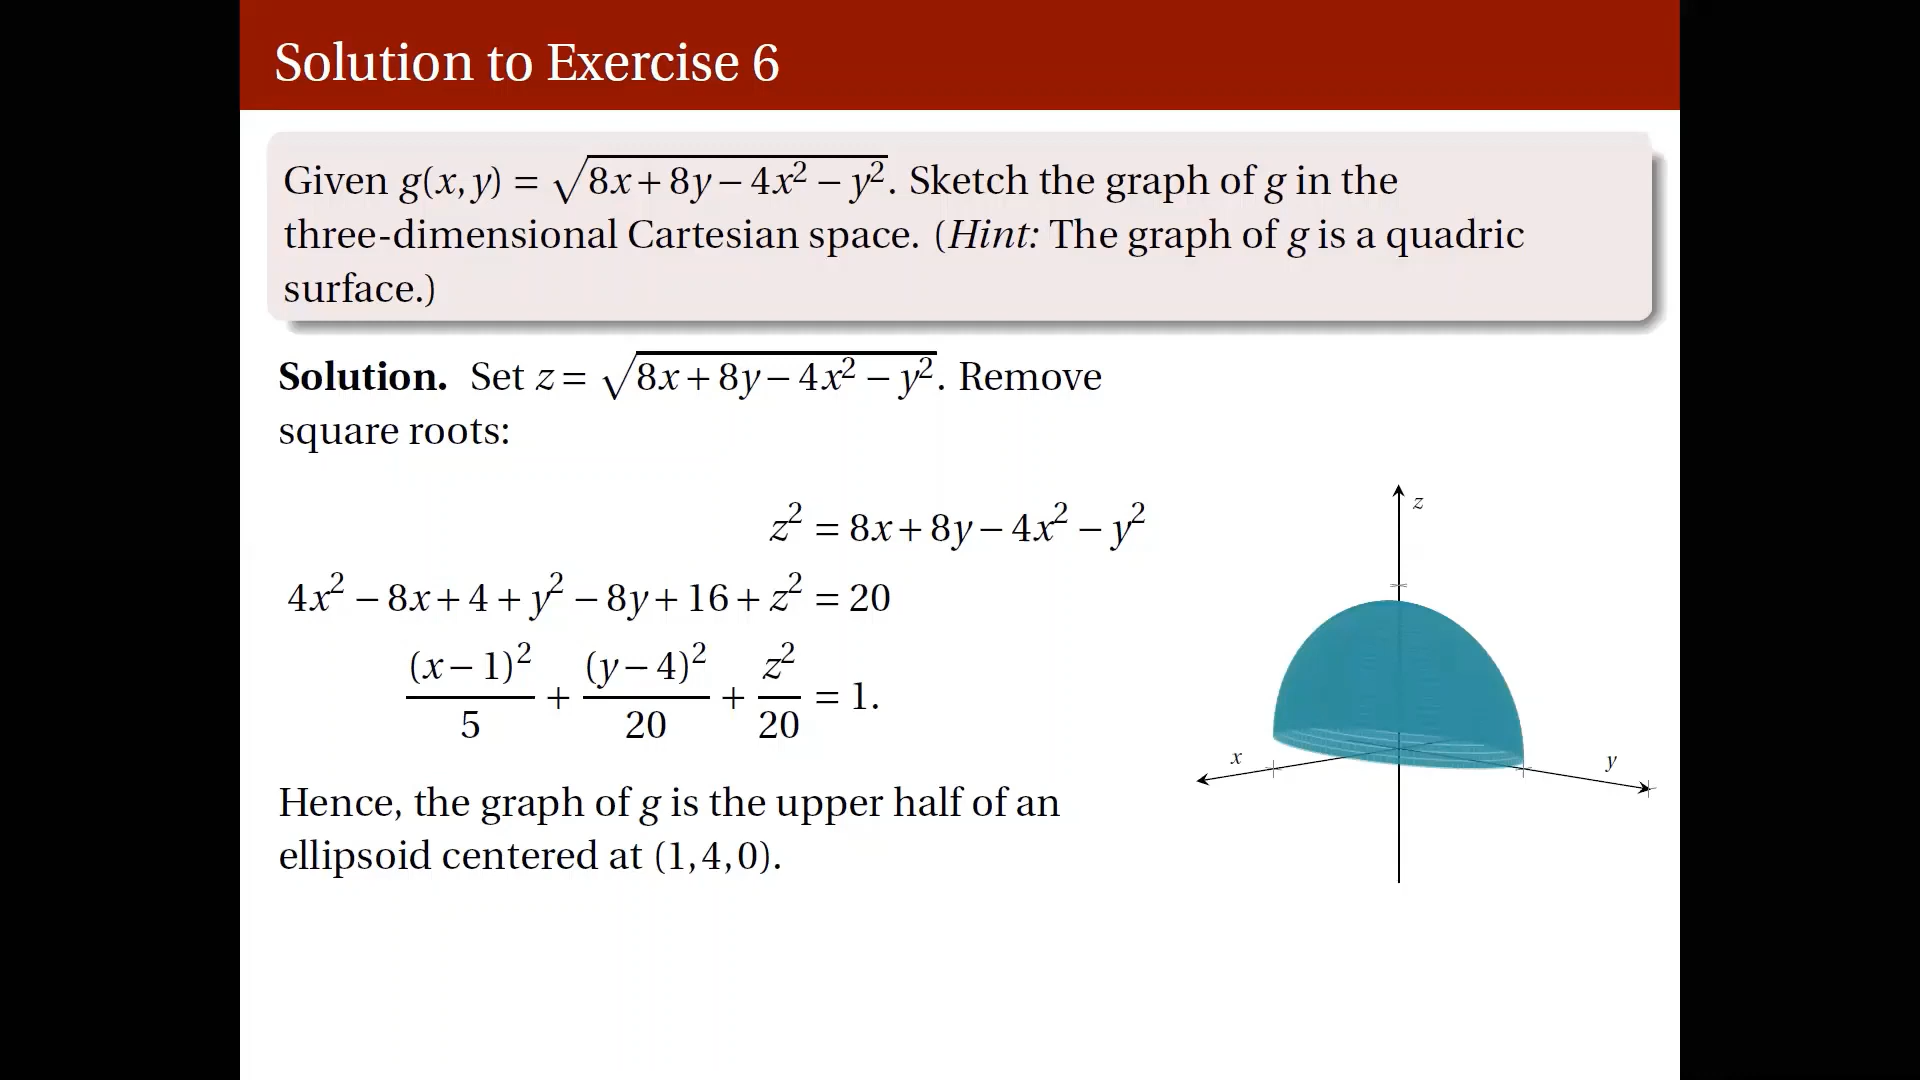 Solution to Exercise 6
Given g(x, y) = √(8x + 8y − 4x² − y²). Sketch the graph of g in the
three-dimensional Cartesian space. (Hint: The graph of g is a quadric
surface.)
Solution. Set z = √(8x + 8y − 4x² − y²). Remove
square roots:
z² = 8x + 8y − 4x² − y²
4x² − 8x + 4 + y² − 8y + 16 + z² = 20
(x − 1)²/5 + (y − 4)²/20 + z²/20 = 1.
Hence, the graph of g is the upper half of an
ellipsoid centered at (1, 4, 0).
z
x
y